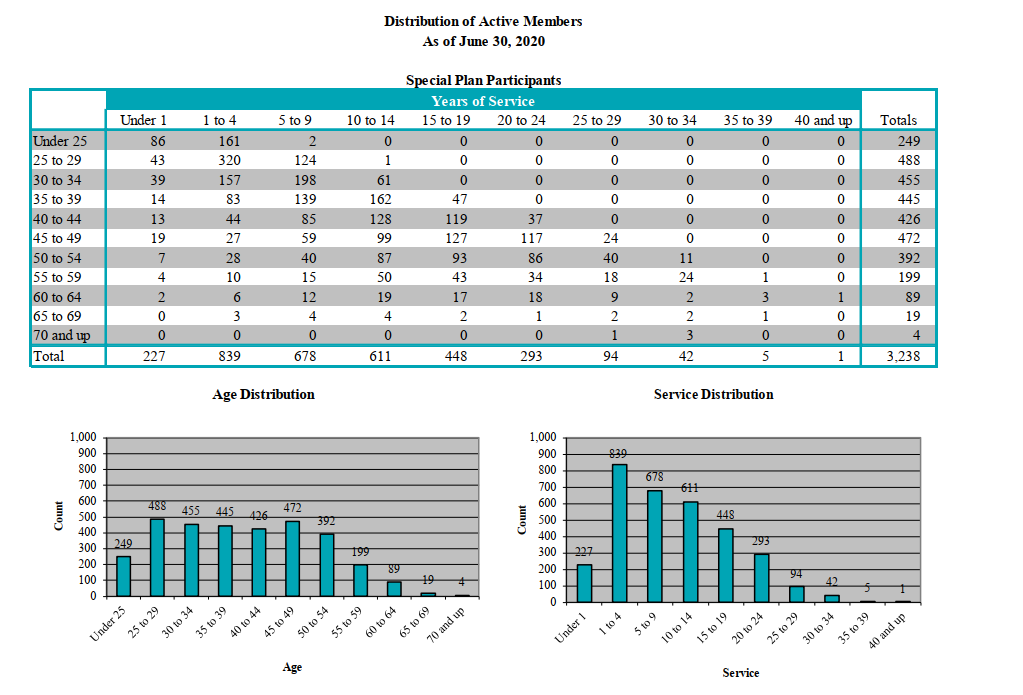 Distribution of Active Members
As of June 30, 2020
Special Plan Participants
Years of Service
Under 1 1 to 4 5 to 9 10 to 14 15 to 19 20 to 24 25 to 29 30 to 34 35 to 39 40 and up Totals
Under 25 86 161 2 0 0 0 0 0 0 0 249
25 to 29 43 320 124 1 0 0 0 0 0 0 488
30 to 34 39 157 198 61 0 0 0 0 0 0 455
35 to 39 14 83 139 162 47 0 0 0 0 0 445
40 to 44 13 44 85 128 119 37 0 0 0 0 426
45 to 49 19 27 59 99 127 117 24 0 0 0 472
50 to 54 7 28 40 87 93 86 40 11 0 0 392
55 to 59 4 10 15 50 43 34 18 24 1 0 199
60 to 64 2 6 12 19 17 18 9 2 3 1 89
65 to 69 0 3 4 4 2 1 2 2 1 0 19
70 and up 0 0 0 0 0 0 1 3 0 0 4
Total 227 839 678 611 448 293 94 42 5 1 3,238
Age Distribution
1,000
900
800
700
600
500
400
300
200
100
0
Count
249 488 455 445 426 472 392 199 89 19 4
Under 25 25 to 29 30 to 34 35 to 39 40 to 44 45 to 49 50 to 54 55 to 59 60 to 64 65 to 69 70 and up
Age
Service Distribution
1,000
900
800
700
600
500
400
300
200
100
0
Count
227 839 678 611 448 293 94 42 5 1
Under 1 1 to 4 5 to 9 10 to 14 15 to 19 20 to 24 25 to 29 30 to 34 35 to 39 40 and up
Service